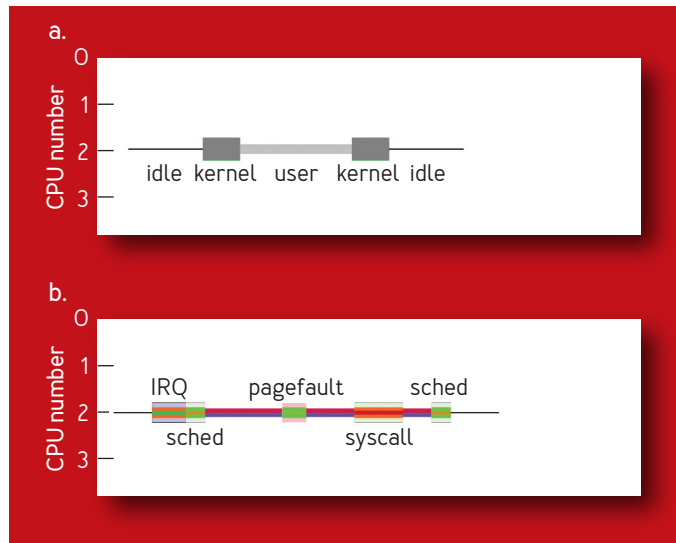 a.
0
1
2
3
CPU number
idle kernel user kernel idle
b.
0
1
2
3
CPU number
IRQ pagefault sched
sched syscall